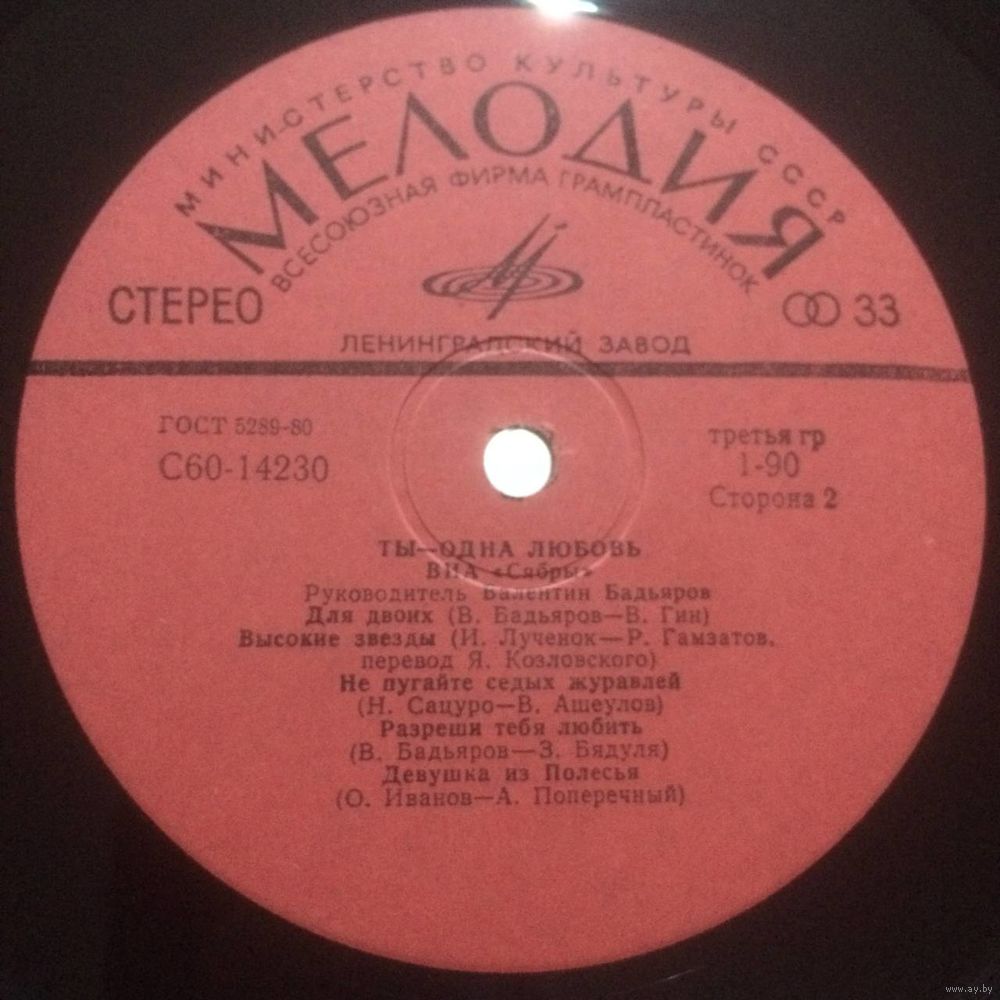 МИНИСТЕРСТВО КУЛЬТУРЫ СССР
МЕЛОДИЯ
ВСЕСОЮЗНАЯ ФИРМА ГРАМПЛАСТИНОК
СТЕРЕО
33
ЛЕНИНГРАДСКИЙ ЗАВОД
ГОСТ 5289-80
третья гр
С60-14230
1-90
Сторона 2
ТЫ—ОДНА ЛЮБОВЬ
ВИА «Сябры»
Руководитель Валентин Бадьяров
Для двоих (В. Бадьяров—В. Гин)
Высокие звезды (И. Лученок—Р. Гамзатов,
перевод Я. Козловского)
Не пугайте седых журавлей
(Н. Сацуро—В. Ашеулов)
Разреши тебя любить
(В. Бадьяров—З. Бядуля)
Девушка из Полесья
(О. Иванов—А. Поперечный)
www.ay.by